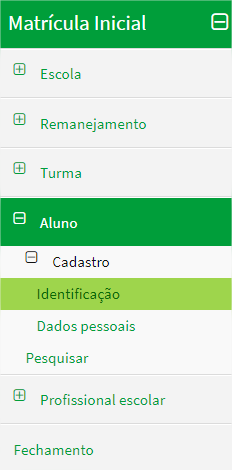 Matrícula Inicial
Escola
Remanejamento
Turma
Aluno
Cadastro
Identificação
Dados pessoais
Pesquisar
Profissional escolar
Fechamento